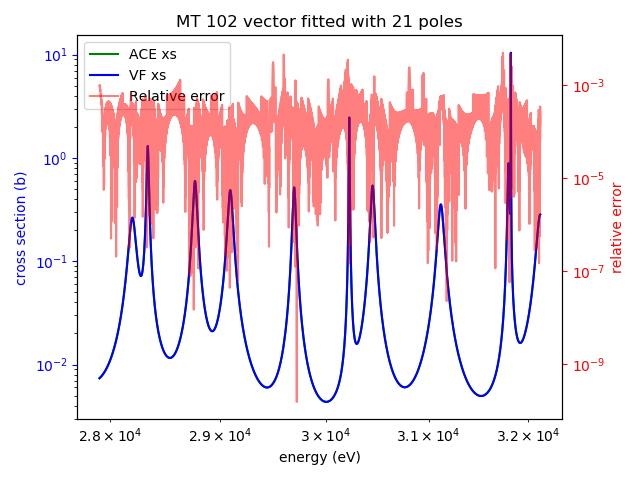 MT 102 vector fitted with 21 poles
ACE xs
VF xs
Relative error
cross section (b)
10¹
10⁰
10⁻¹
10⁻²
relative error
10⁻³
10⁻⁵
10⁻⁷
10⁻⁹
2.8 × 10⁴ 2.9 × 10⁴ 3 × 10⁴ 3.1 × 10⁴ 3.2 × 10⁴
energy (eV)